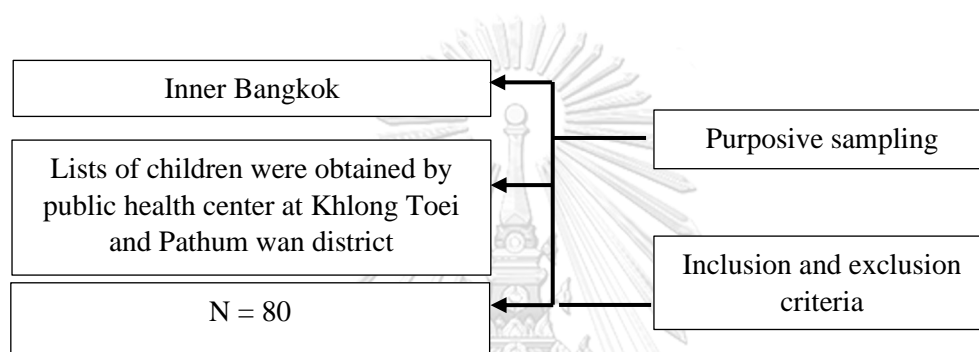 Inner Bangkok
Purposive sampling
Lists of children were obtained by
public health center at Khlong Toei
and Pathum wan district
Inclusion and exclusion
criteria
N = 80